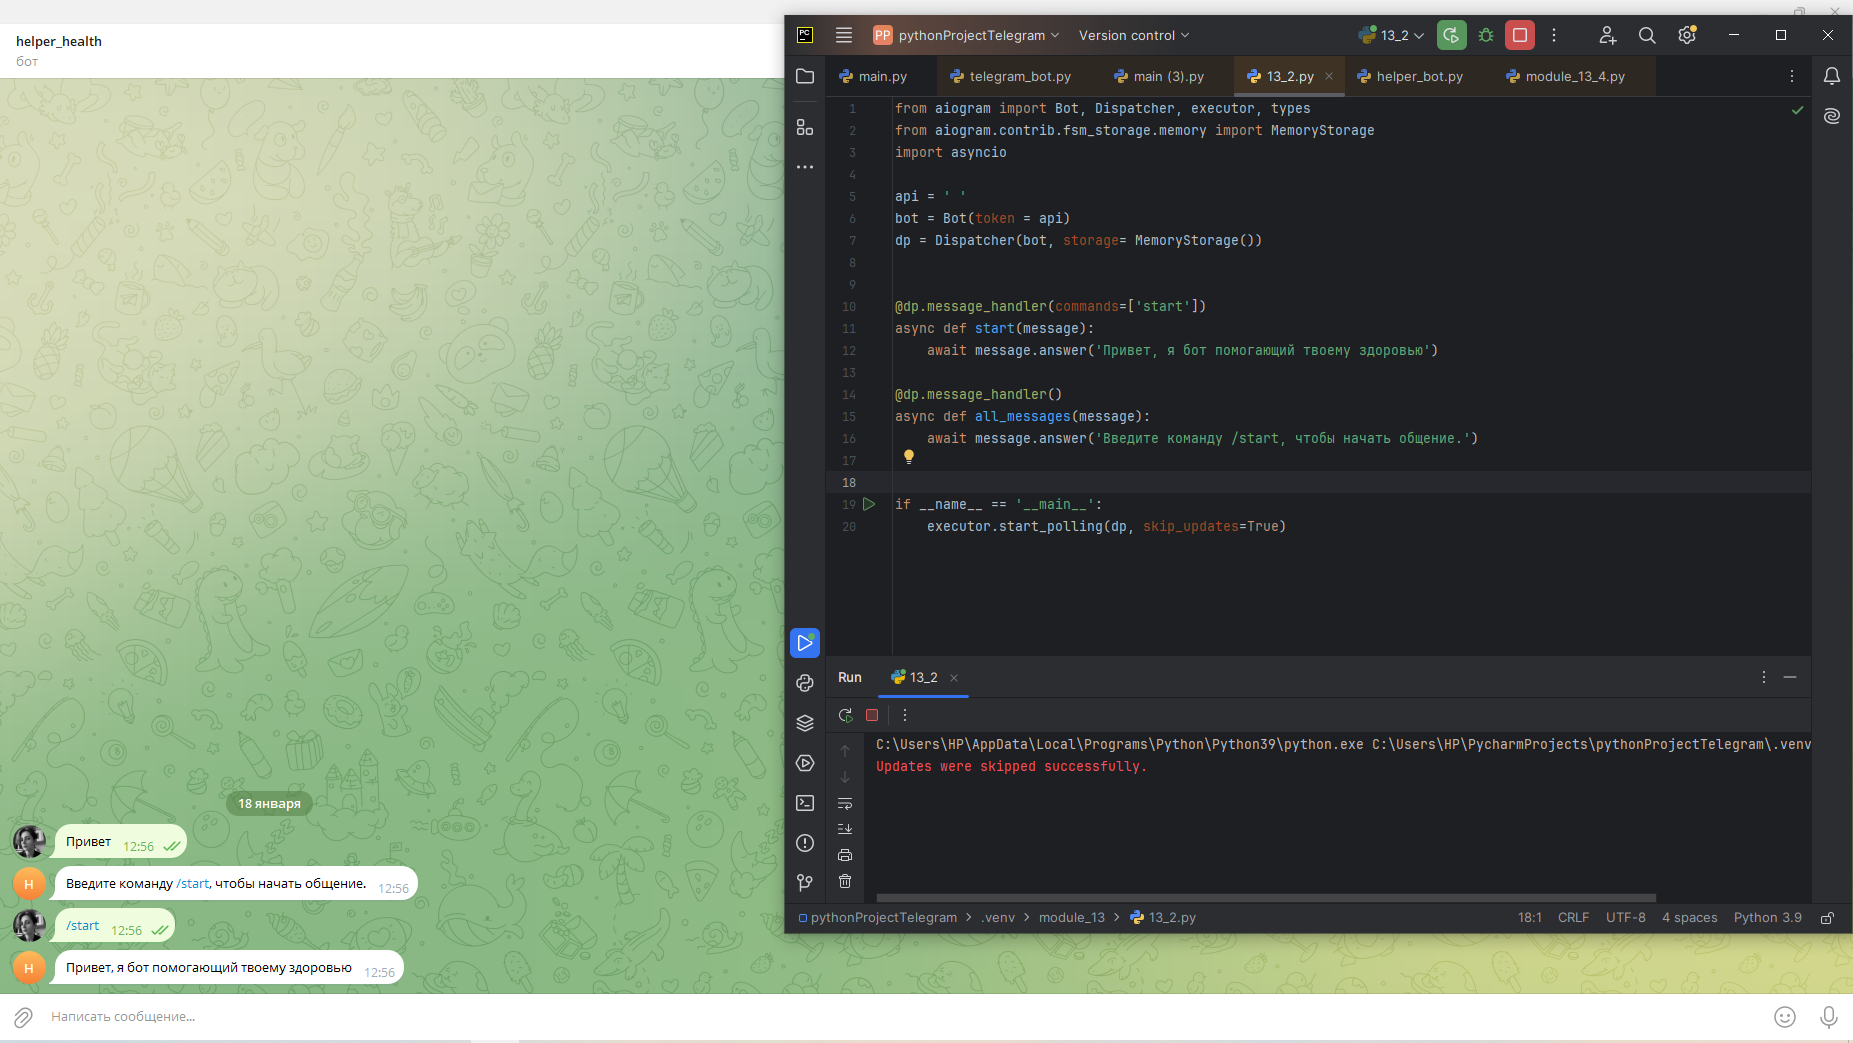 helper_health
бот
18 января
Привет 12:56
Введите команду /start, чтобы начать общение. 12:56
/start 12:56
Н
Привет, я бот помогающий твоему здоровью 12:56
Н
Написать сообщение...
PC
PP pythonProjectTelegram Version control 13_2
main.py telegram_bot.py main (3).py 13_2.py helper_bot.py module_13_4.py
1 from aiogram import Bot, Dispatcher, executor, types
2 from aiogram.contrib.fsm_storage.memory import MemoryStorage
3 import asyncio
4
5 api = ' '
6 bot = Bot(token = api)
7 dp = Dispatcher(bot, storage= MemoryStorage())
8
9
10 @dp.message_handler(commands=['start'])
11 async def start(message):
12 await message.answer('Привет, я бот помогающий твоему здоровью')
13
14 @dp.message_handler()
15 async def all_messages(message):
16 await message.answer('Введите команду /start, чтобы начать общение.')
17
18
19 if __name__ == '__main__':
20 executor.start_polling(dp, skip_updates=True)
Run 13_2
C:\Users\HP\AppData\Local\Programs\Python\Python39\python.exe C:\Users\HP\PycharmProjects\pythonProjectTelegram\.venv
Updates were skipped successfully.
pythonProjectTelegram > .venv > module_13 > 13_2.py 18:1 CRLF UTF-8 4 spaces Python 3.9